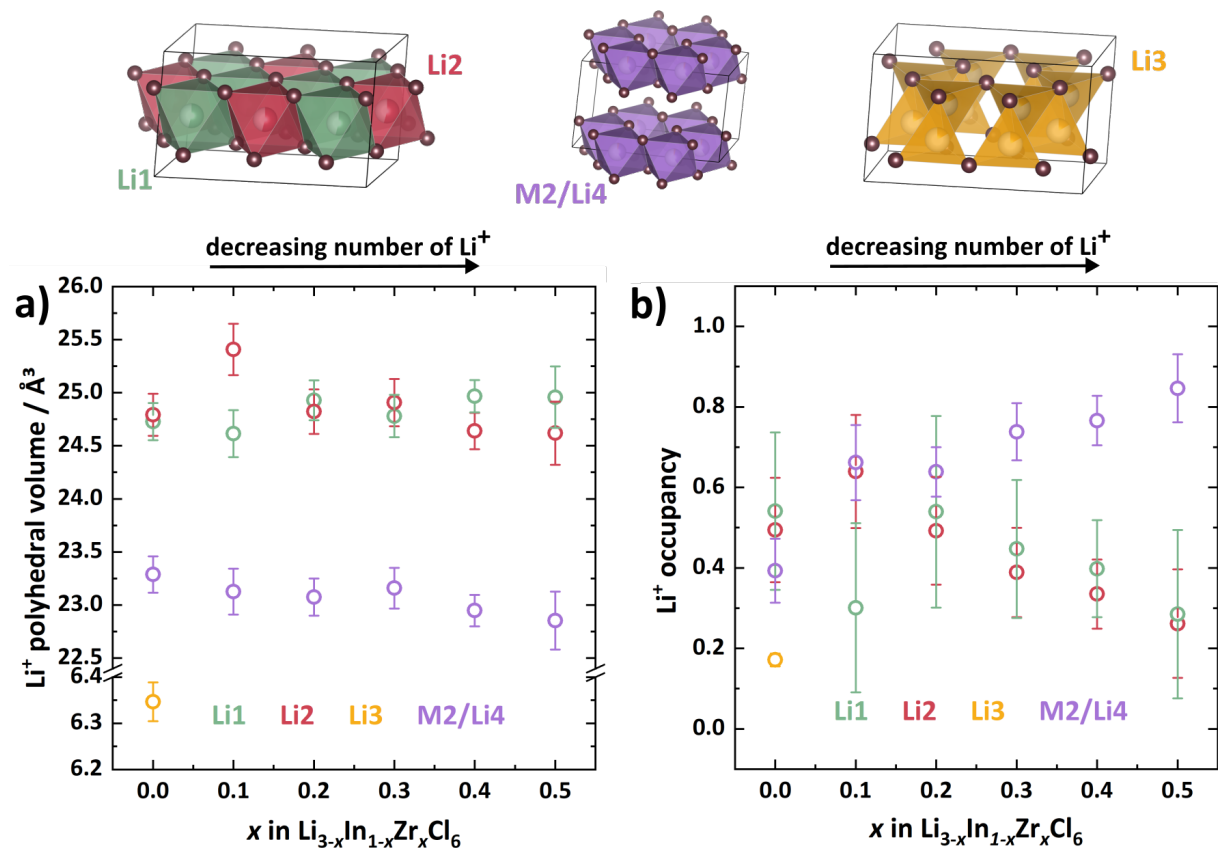 Li2
Li1
M2/Li4
Li3
decreasing number of Li⁺
decreasing number of Li⁺
a)
26.0
25.5
25.0
24.5
24.0
23.5
23.0
22.5
6.4
6.3
6.2
Li⁺ polyhedral volume / Å³
Li1 Li2 Li3 M2/Li4
0.0 0.1 0.2 0.3 0.4 0.5
x in Li₃₋ₓIn₁₋ₓZrₓCl₆
b)
1.0
0.8
0.6
0.4
0.2
0.0
Li⁺ occupancy
Li1 Li2 Li3 M2/Li4
0.0 0.1 0.2 0.3 0.4 0.5
x in Li₃₋ₓIn₁₋ₓZrₓCl₆